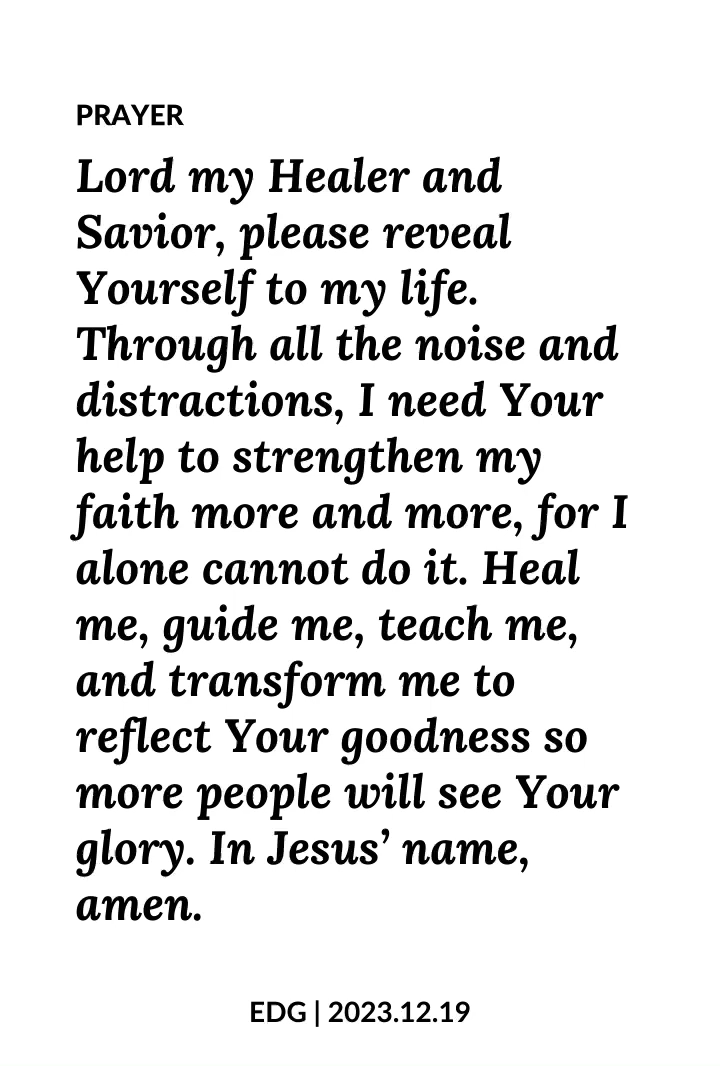 PRAYER
Lord my Healer and
Savior, please reveal
Yourself to my life.
Through all the noise and
distractions, I need Your
help to strengthen my
faith more and more, for I
alone cannot do it. Heal
me, guide me, teach me,
and transform me to
reflect Your goodness so
more people will see Your
glory. In Jesus’ name,
amen.
EDG | 2023.12.19